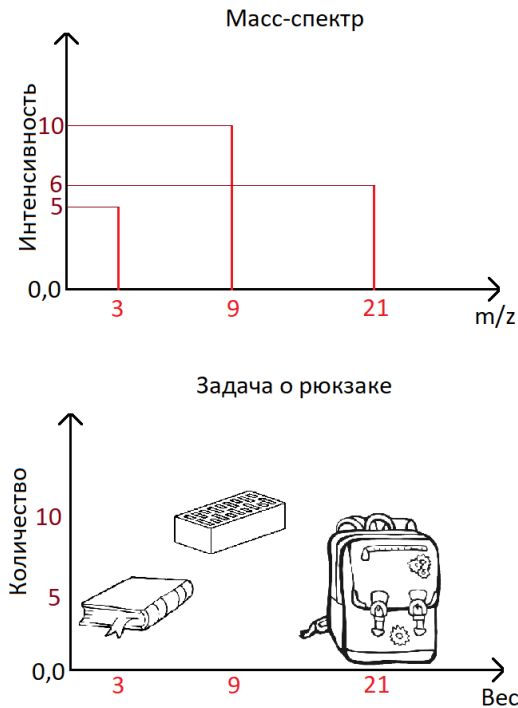 Масс-спектр
Интенсивность
10
6
5
0,0
3
9
21
m/z
Задача о рюкзаке
Количество
10
5
0,0
3
9
21
Вес